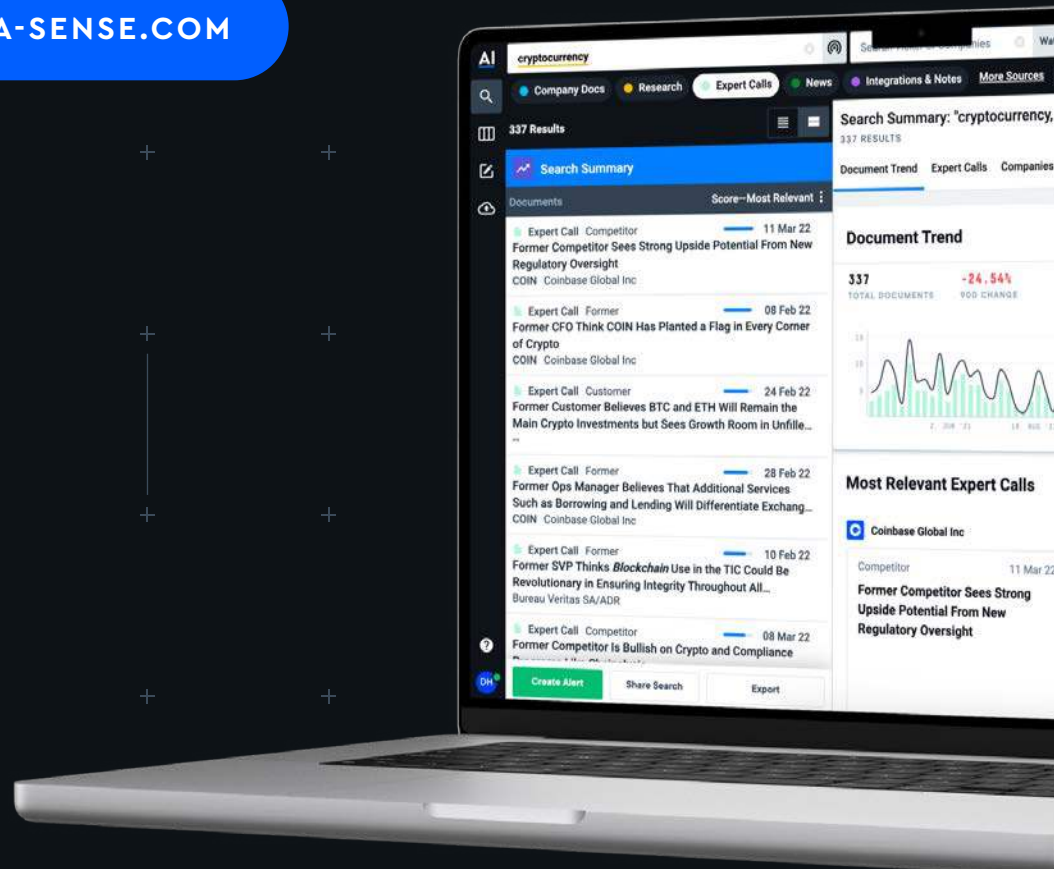 A-SENSE.COM
AI
cryptocurrency
Company Docs
Research
Expert Calls
News
Integrations & Notes
More Sources
337 Results
Search Summary
Documents
Score—Most Relevant
Expert Call Competitor
11 Mar 22
Former Competitor Sees Strong Upside Potential From New
Regulatory Oversight
COIN Coinbase Global Inc
Expert Call Former
08 Feb 22
Former CFO Think COIN Has Planted a Flag in Every Corner
of Crypto
COIN Coinbase Global Inc
Expert Call Customer
24 Feb 22
Former Customer Believes BTC and ETH Will Remain the
Main Crypto Investments but Sees Growth Room in Unfille...
--
Expert Call Former
28 Feb 22
Former Ops Manager Believes That Additional Services
Such as Borrowing and Lending Will Differentiate Exchang...
COIN Coinbase Global Inc
Expert Call Former
10 Feb 22
Former SVP Thinks Blockchain Use in the TIC Could Be
Revolutionary in Ensuring Integrity Throughout All...
Bureau Veritas SA/ADR
Expert Call Competitor
08 Mar 22
Former Competitor Is Bullish on Crypto and Compliance
Create Alert
Share Search
Export
DH
Search Summary: "cryptocurrency,
337 RESULTS
Document Trend
Expert Calls
Companies
Document Trend
337
-24.54%
TOTAL DOCUMENTS
90D CHANGE
Most Relevant Expert Calls
Coinbase Global Inc
Competitor
11 Mar 22
Former Competitor Sees Strong
Upside Potential From New
Regulatory Oversight